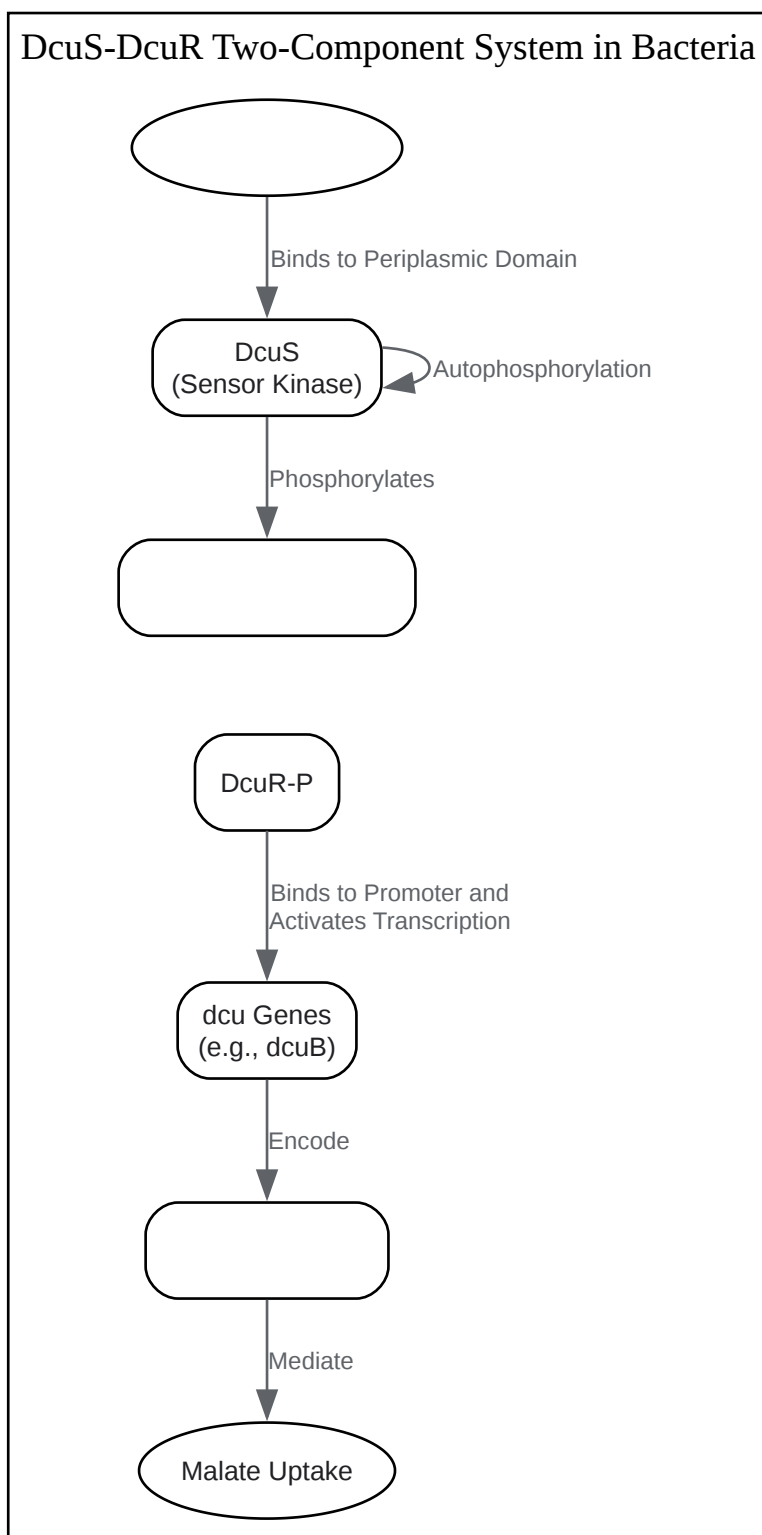 DcuS-DcuR Two-Component System in Bacteria
Binds to Periplasmic Domain
DcuS
(Sensor Kinase)
Autophosphorylation
Phosphorylates
DcuR-P
Binds to Promoter and
Activates Transcription
dcu Genes
(e.g., dcuB)
Encode
Mediate
Malate Uptake